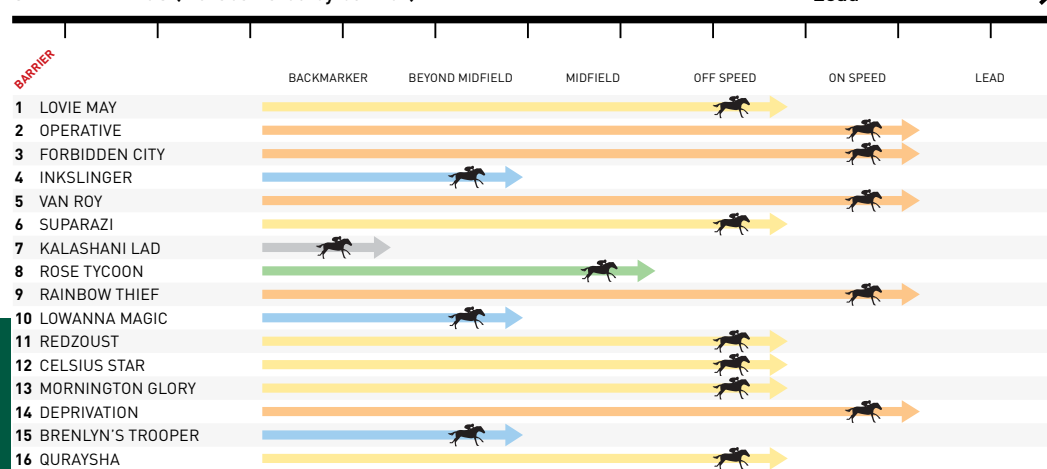 BARRIER
BACKMARKER BEYOND MIDFIELD MIDFIELD OFF SPEED ON SPEED LEAD
1 LOVIE MAY
2 OPERATIVE
3 FORBIDDEN CITY
4 INKSLINGER
5 VAN ROY
6 SUPARAZI
7 KALASHANI LAD
8 ROSE TYCOON
9 RAINBOW THIEF
10 LOWANNA MAGIC
11 REDZOUST
12 CELSIUS STAR
13 MORNINGTON GLORY
14 DEPRIVATION
15 BRENLYN'S TROOPER
16 QURAYSHA